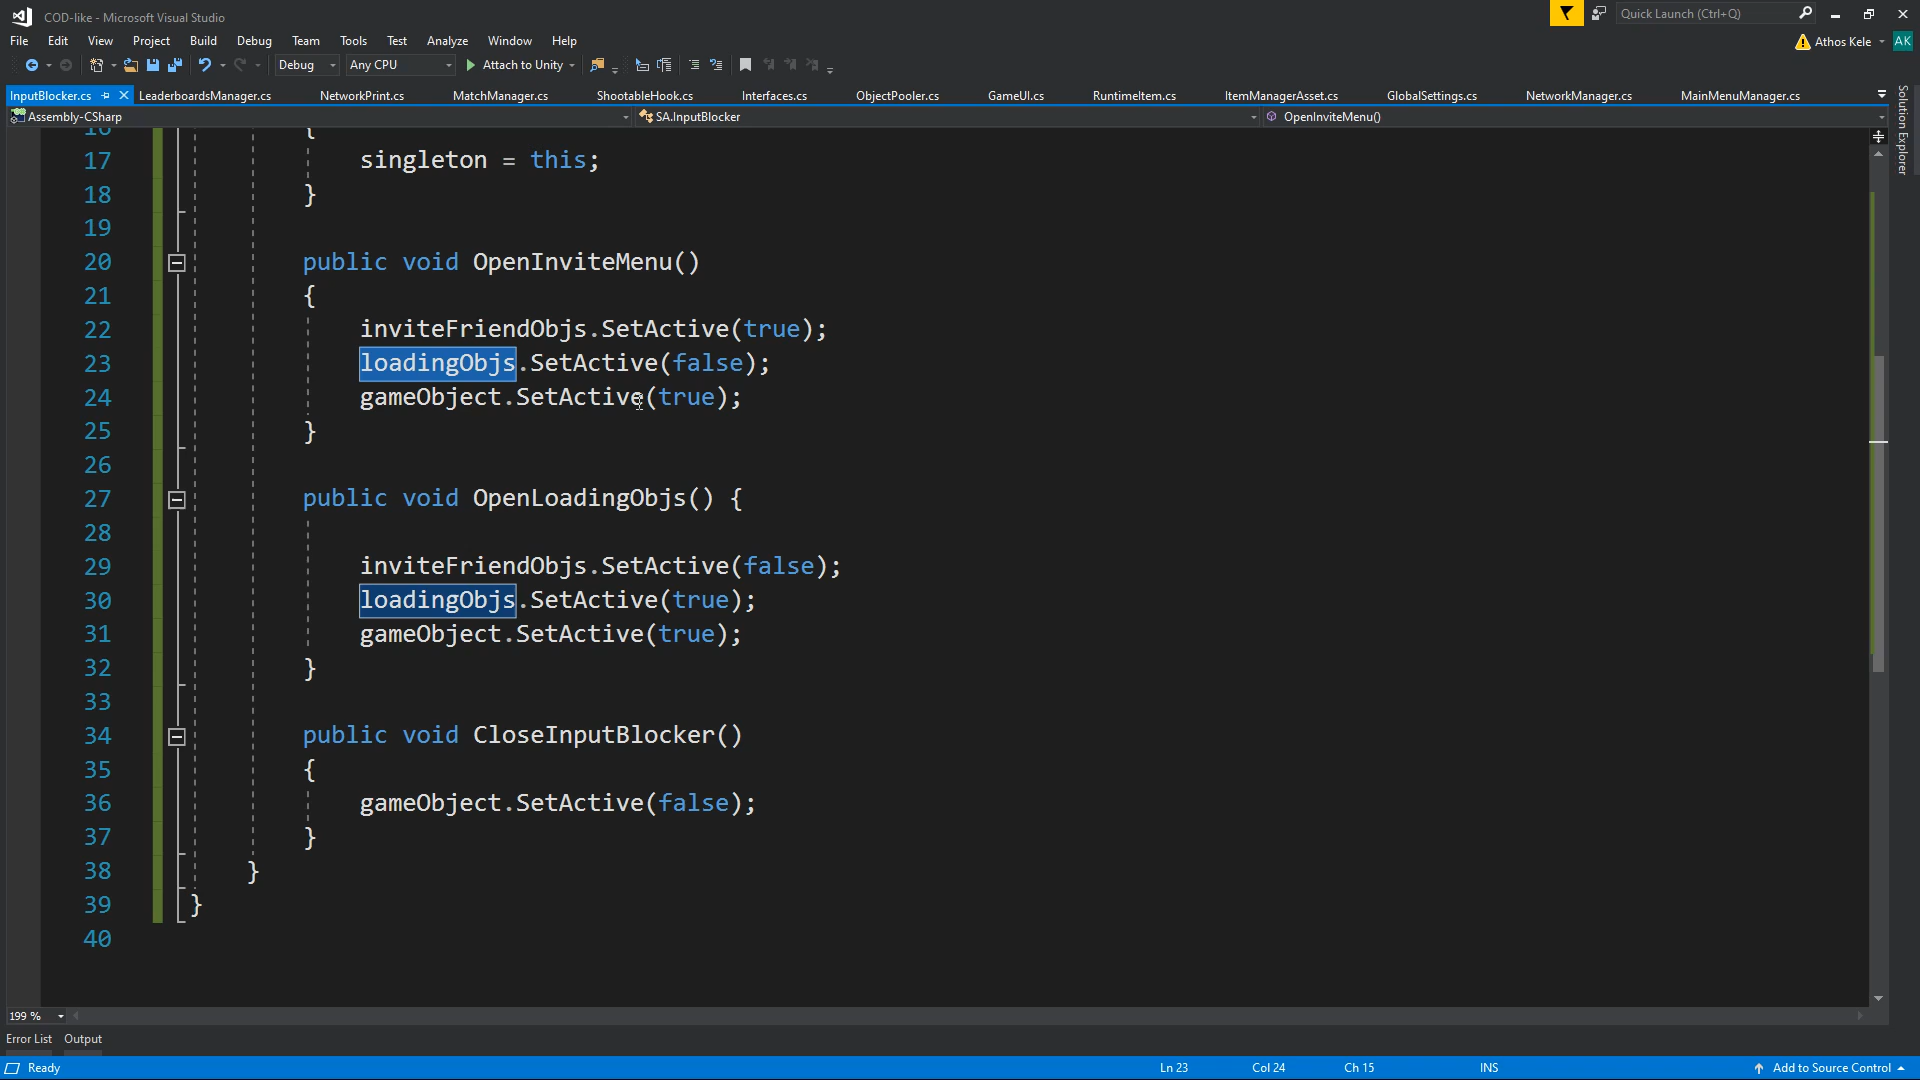 COD-like - Microsoft Visual Studio
Quick Launch (Ctrl+Q)
File Edit View Project Build Debug Team Tools Test Analyze Window Help
Athos Kele AK
Debug Any CPU Attach to Unity
InputBlocker.cs LeaderboardsManager.cs NetworkPrint.cs MatchManager.cs ShootableHook.cs Interfaces.cs ObjectPooler.cs GameUI.cs RuntimeItem.cs ItemManagerAsset.cs GlobalSettings.cs NetworkManager.cs MainMenuManager.cs
Solution Explorer
Assembly-CSharp SA.InputBlocker OpenInviteMenu()
16 {
17 singleton = this;
18 }
19
20 public void OpenInviteMenu()
21 {
22 inviteFriendObjs.SetActive(true);
23 loadingObjs.SetActive(false);
24 gameObject.SetActive(true);
25 }
26
27 public void OpenLoadingObjs() {
28
29 inviteFriendObjs.SetActive(false);
30 loadingObjs.SetActive(true);
31 gameObject.SetActive(true);
32 }
33
34 public void CloseInputBlocker()
35 {
36 gameObject.SetActive(false);
37 }
38 }
39 }
40
199 %
Error List Output
Ready Ln 23 Col 24 Ch 15 INS Add to Source Control